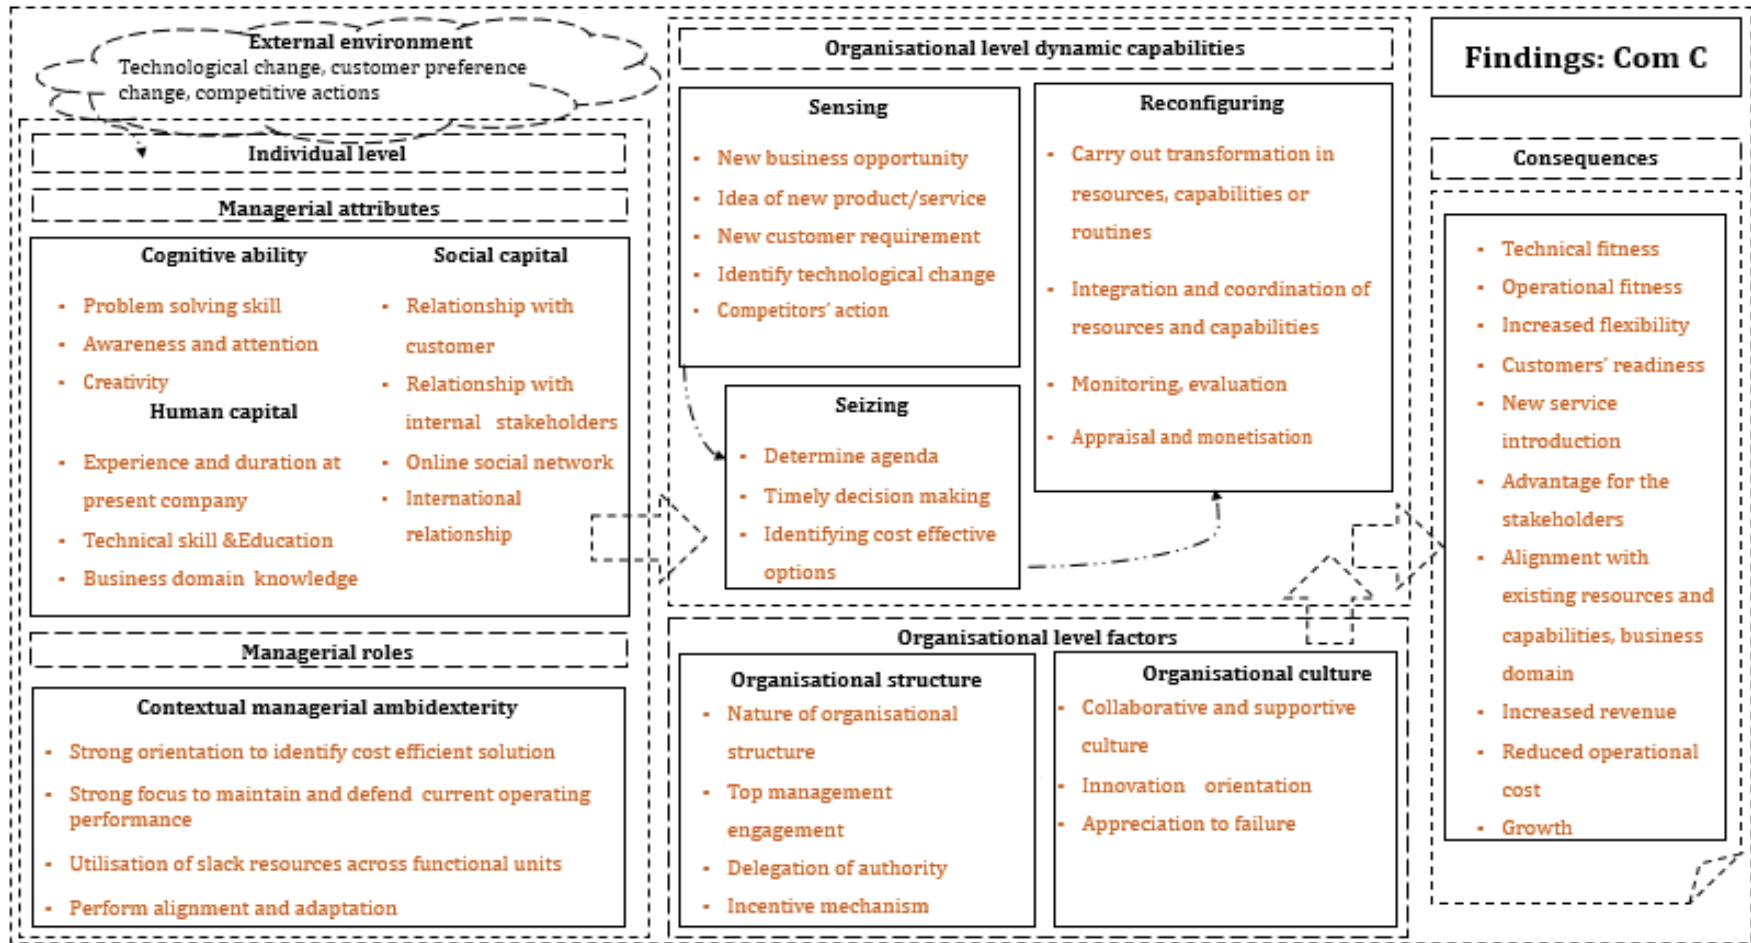 External environment
Technological change, customer preference
change, competitive actions
Individual level
Managerial attributes
Cognitive ability
▪ Problem solving skill
▪ Awareness and attention
▪ Creativity
Human capital
▪ Experience and duration at
present company
▪ Technical skill &Education
▪ Business domain knowledge
Social capital
▪ Relationship with
customer
▪ Relationship with
internal stakeholders
▪ Online social network
▪ International
relationship
Managerial roles
Contextual managerial ambidexterity
▪ Strong orientation to identify cost efficient solution
▪ Strong focus to maintain and defend current operating
performance
▪ Utilisation of slack resources across functional units
▪ Perform alignment and adaptation
Organisational level dynamic capabilities
Sensing
▪ New business opportunity
▪ Idea of new product/service
▪ New customer requirement
▪ Identify technological change
▪ Competitors' action
Seizing
▪ Determine agenda
▪ Timely decision making
▪ Identifying cost effective
options
Reconfiguring
▪ Carry out transformation in
resources, capabilities or
routines
▪ Integration and coordination of
resources and capabilities
▪ Monitoring, evaluation
▪ Appraisal and monetisation
Organisational level factors
Organisational structure
▪ Nature of organisational
structure
▪ Top management
engagement
▪ Delegation of authority
▪ Incentive mechanism
Organisational culture
▪ Collaborative and supportive
culture
▪ Innovation orientation
▪ Appreciation to failure
Findings: Com C
Consequences
▪ Technical fitness
▪ Operational fitness
▪ Increased flexibility
▪ Customers' readiness
▪ New service
introduction
▪ Advantage for the
stakeholders
▪ Alignment with
existing resources and
capabilities, business
domain
▪ Increased revenue
▪ Reduced operational
cost
▪ Growth